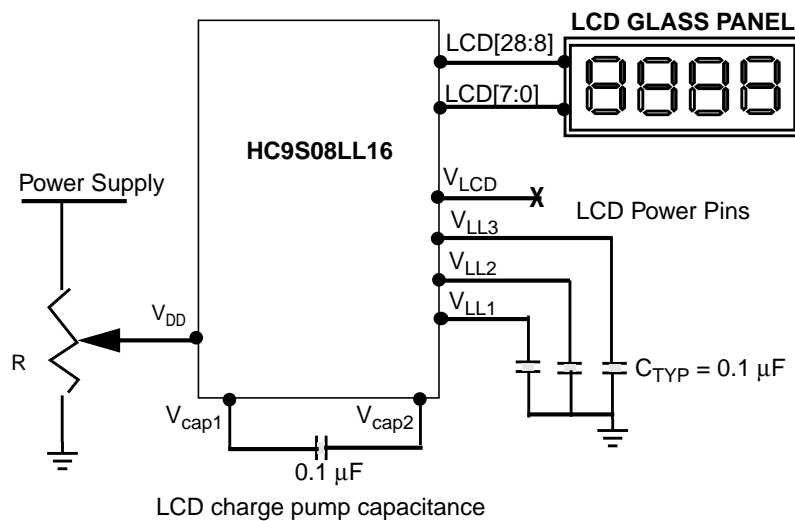 LCD GLASS PANEL
LCD[28:8]
LCD[7:0]
HC9S08LL16
Power Supply
VLCD
LCD Power Pins
VLL3
VLL2
VLL1
VDD
R
CTYP = 0.1 μF
Vcap1
Vcap2
0.1 μF
LCD charge pump capacitance